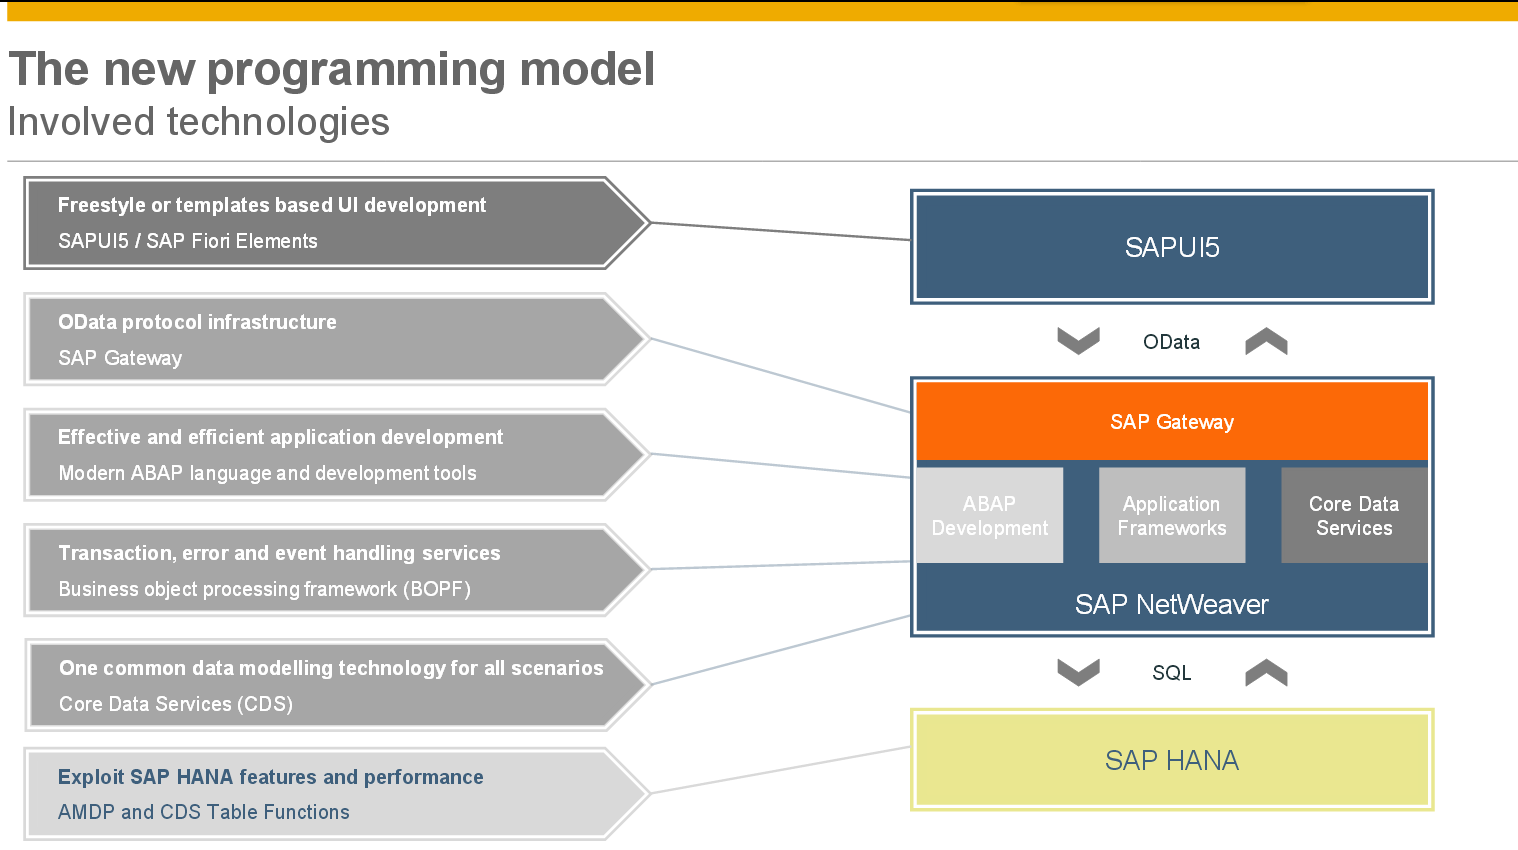 The new programming model
Involved technologies
Freestyle or templates based UI development
SAPUI5 / SAP Fiori Elements
OData protocol infrastructure
SAP Gateway
Effective and efficient application development
Modern ABAP language and development tools
Transaction, error and event handling services
Business object processing framework (BOPF)
One common data modelling technology for all scenarios
Core Data Services (CDS)
Exploit SAP HANA features and performance
AMDP and CDS Table Functions
SAPUI5
OData
SAP Gateway
ABAP
Development
Application
Frameworks
Core Data
Services
SAP NetWeaver
SQL
SAP HANA